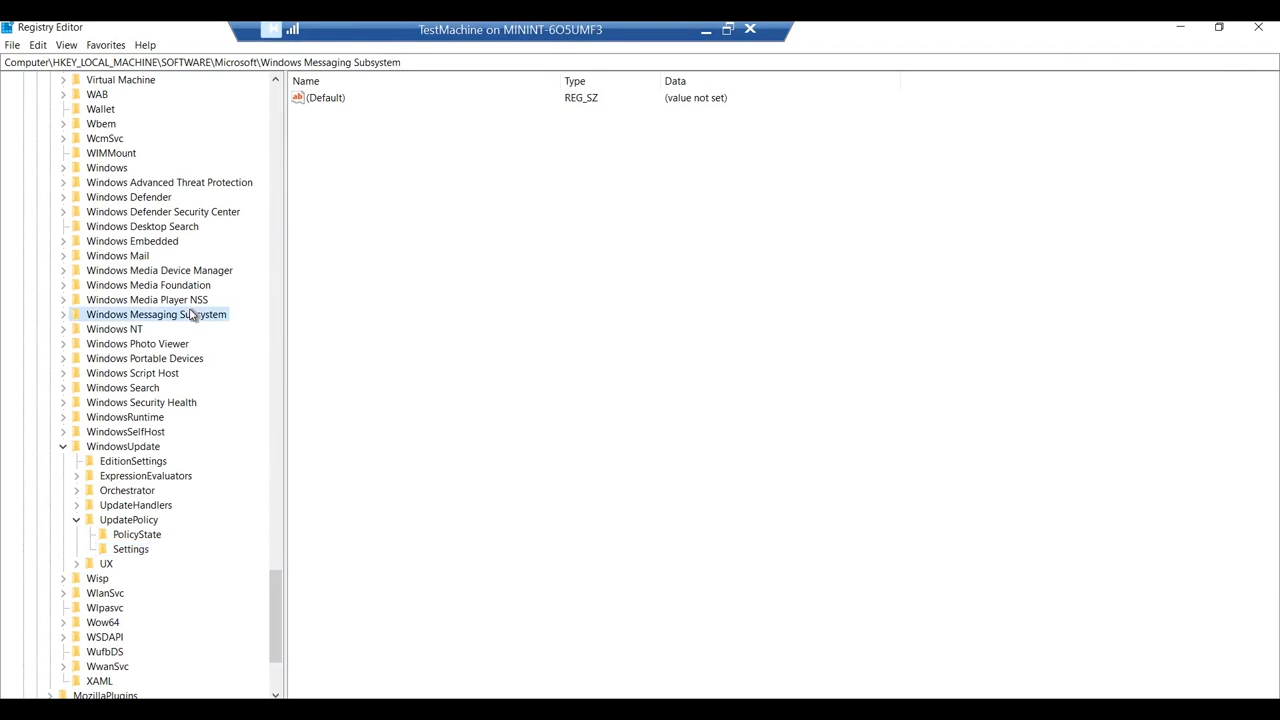 Registry Editor
TestMachine on MININT-6O5UMF3
File Edit View Favorites Help
Computer\HKEY_LOCAL_MACHINE\SOFTWARE\Microsoft\Windows Messaging Subsystem
Virtual Machine
WAB
Wallet
Wbem
WcmSvc
WIMMount
Windows
Windows Advanced Threat Protection
Windows Defender
Windows Defender Security Center
Windows Desktop Search
Windows Embedded
Windows Mail
Windows Media Device Manager
Windows Media Foundation
Windows Media Player NSS
Windows Messaging Subsystem
Windows NT
Windows Photo Viewer
Windows Portable Devices
Windows Script Host
Windows Search
Windows Security Health
WindowsRuntime
WindowsSelfHost
WindowsUpdate
EditionSettings
ExpressionEvaluators
Orchestrator
UpdateHandlers
UpdatePolicy
PolicyState
Settings
UX
Wisp
WlanSvc
Wlpasvc
Wow64
WSDAPI
WufbDS
WwanSvc
XAML
MozillaPlugins
Name Type Data
(Default) REG_SZ (value not set)